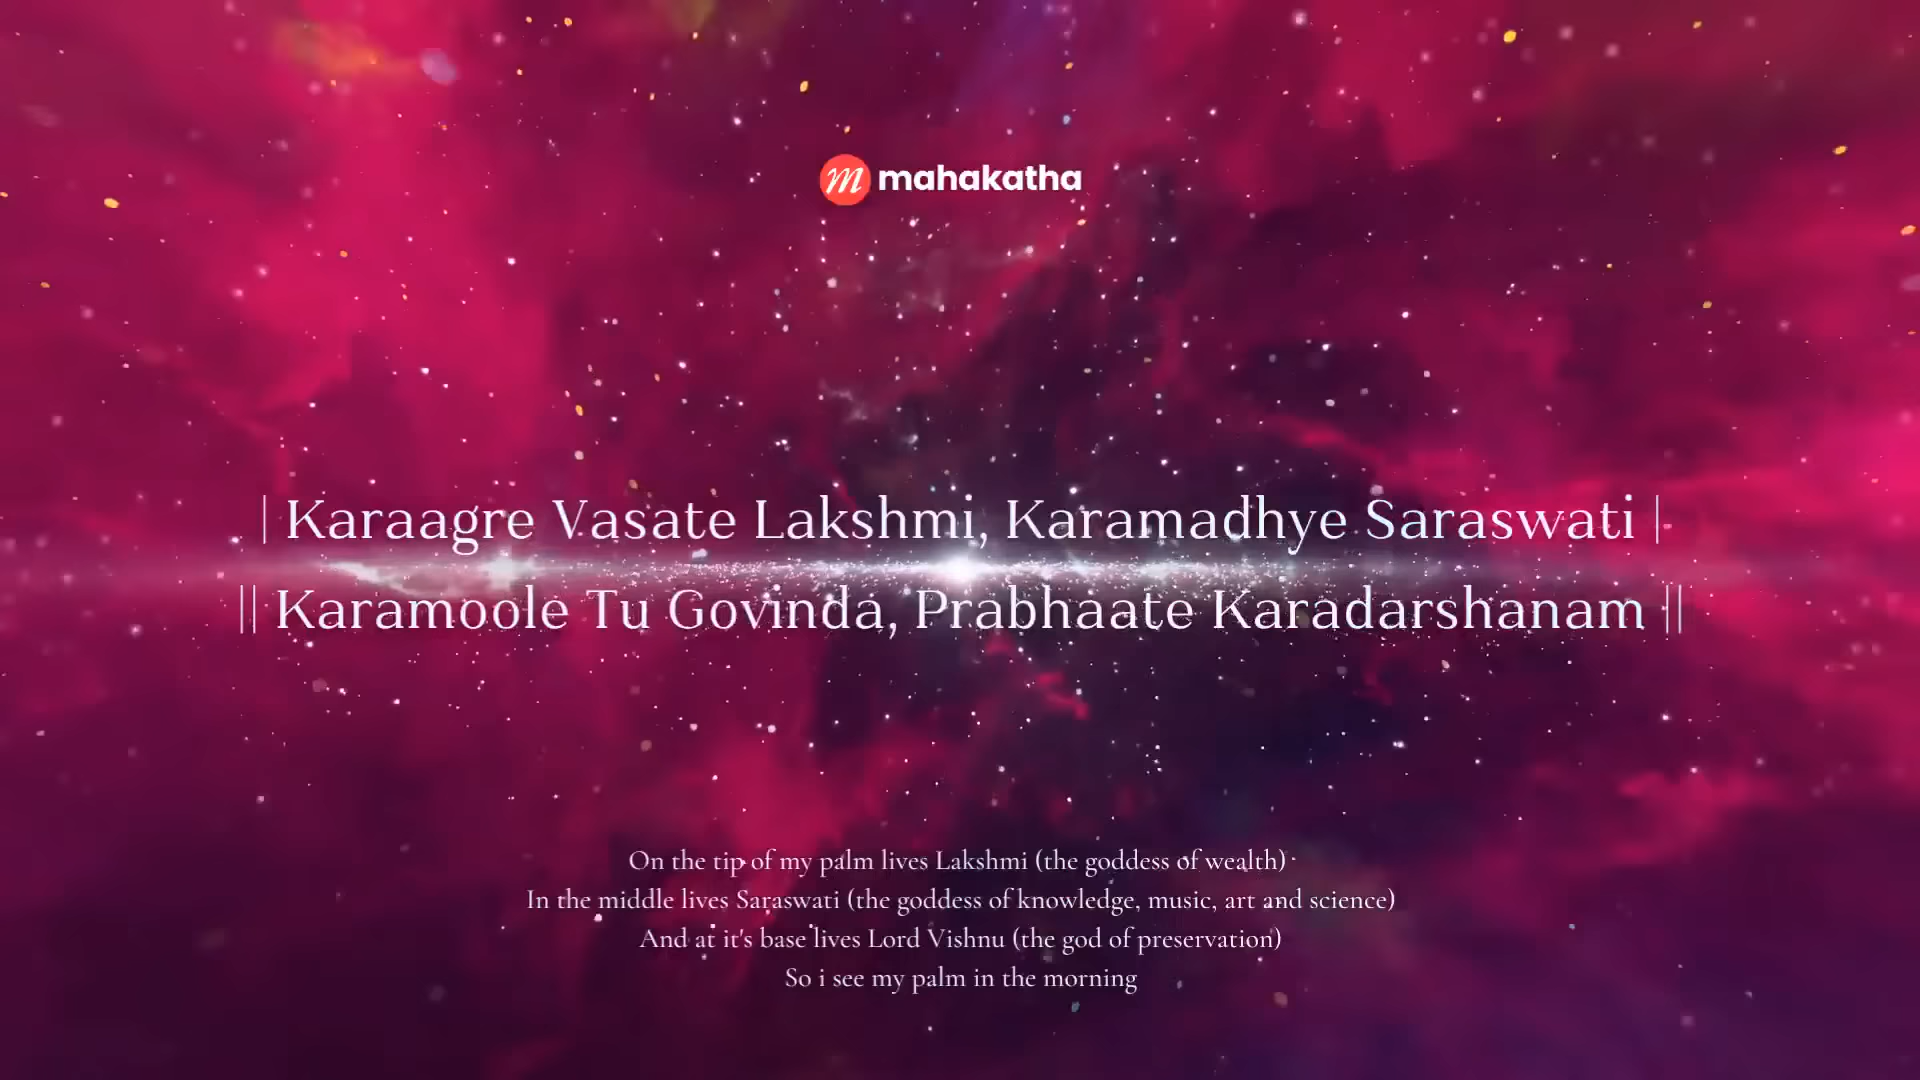 mahakatha
| Karaagre Vasate Lakshmi, Karamadhye Saraswati |
|| Karamoole Tu Govinda, Prabhaate Karadarshanam ||
On the tip of my palm lives Lakshmi (the goddess of wealth)
In the middle lives Saraswati (the goddess of knowledge, music, art and science)
And at it's base lives Lord Vishnu (the god of preservation)
So i see my palm in the morning